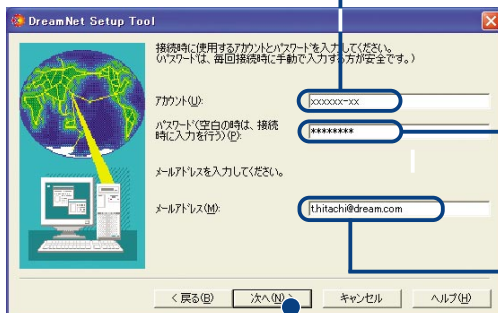 DreamNet Setup Tool
接続時に使用するアカウントとパスワードを入力してください。
(パスワードは、毎回接続時に手動で入力する方が安全です。)
アカウント(U):
xxxxxx-xx
パスワード(空白の時は、接続
時に入力を行う)(P):
********
メールアドレスを入力してください。
メールアドレス(M):
t.hitachi@dream.com
< 戻る(B)
次へ(N) >
キャンセル
ヘルプ(H)